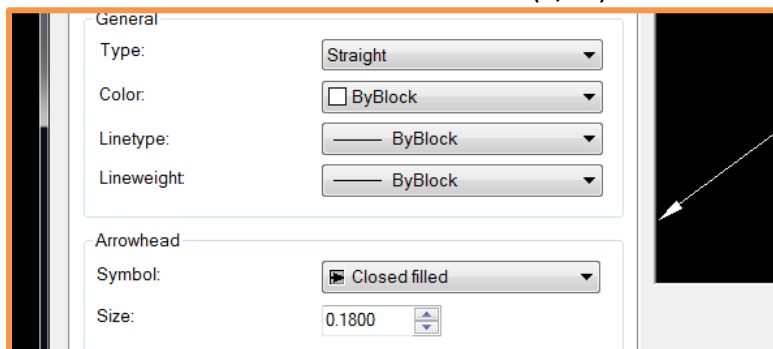 General
Type: Straight
Color: ByBlock
Linetype: ByBlock
Lineweight: ByBlock
Arrowhead
Symbol: Closed filled
Size: 0.1800